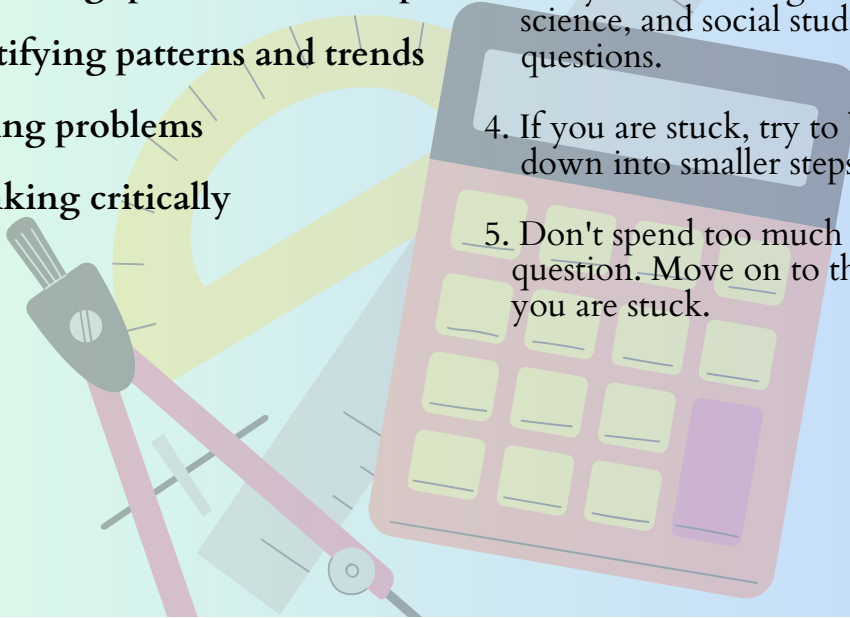 tifying patterns and trends
ing problems
king critically
science, and social stud
questions.
4. If you are stuck, try to
down into smaller steps
5. Don't spend too much
question. Move on to th
you are stuck.